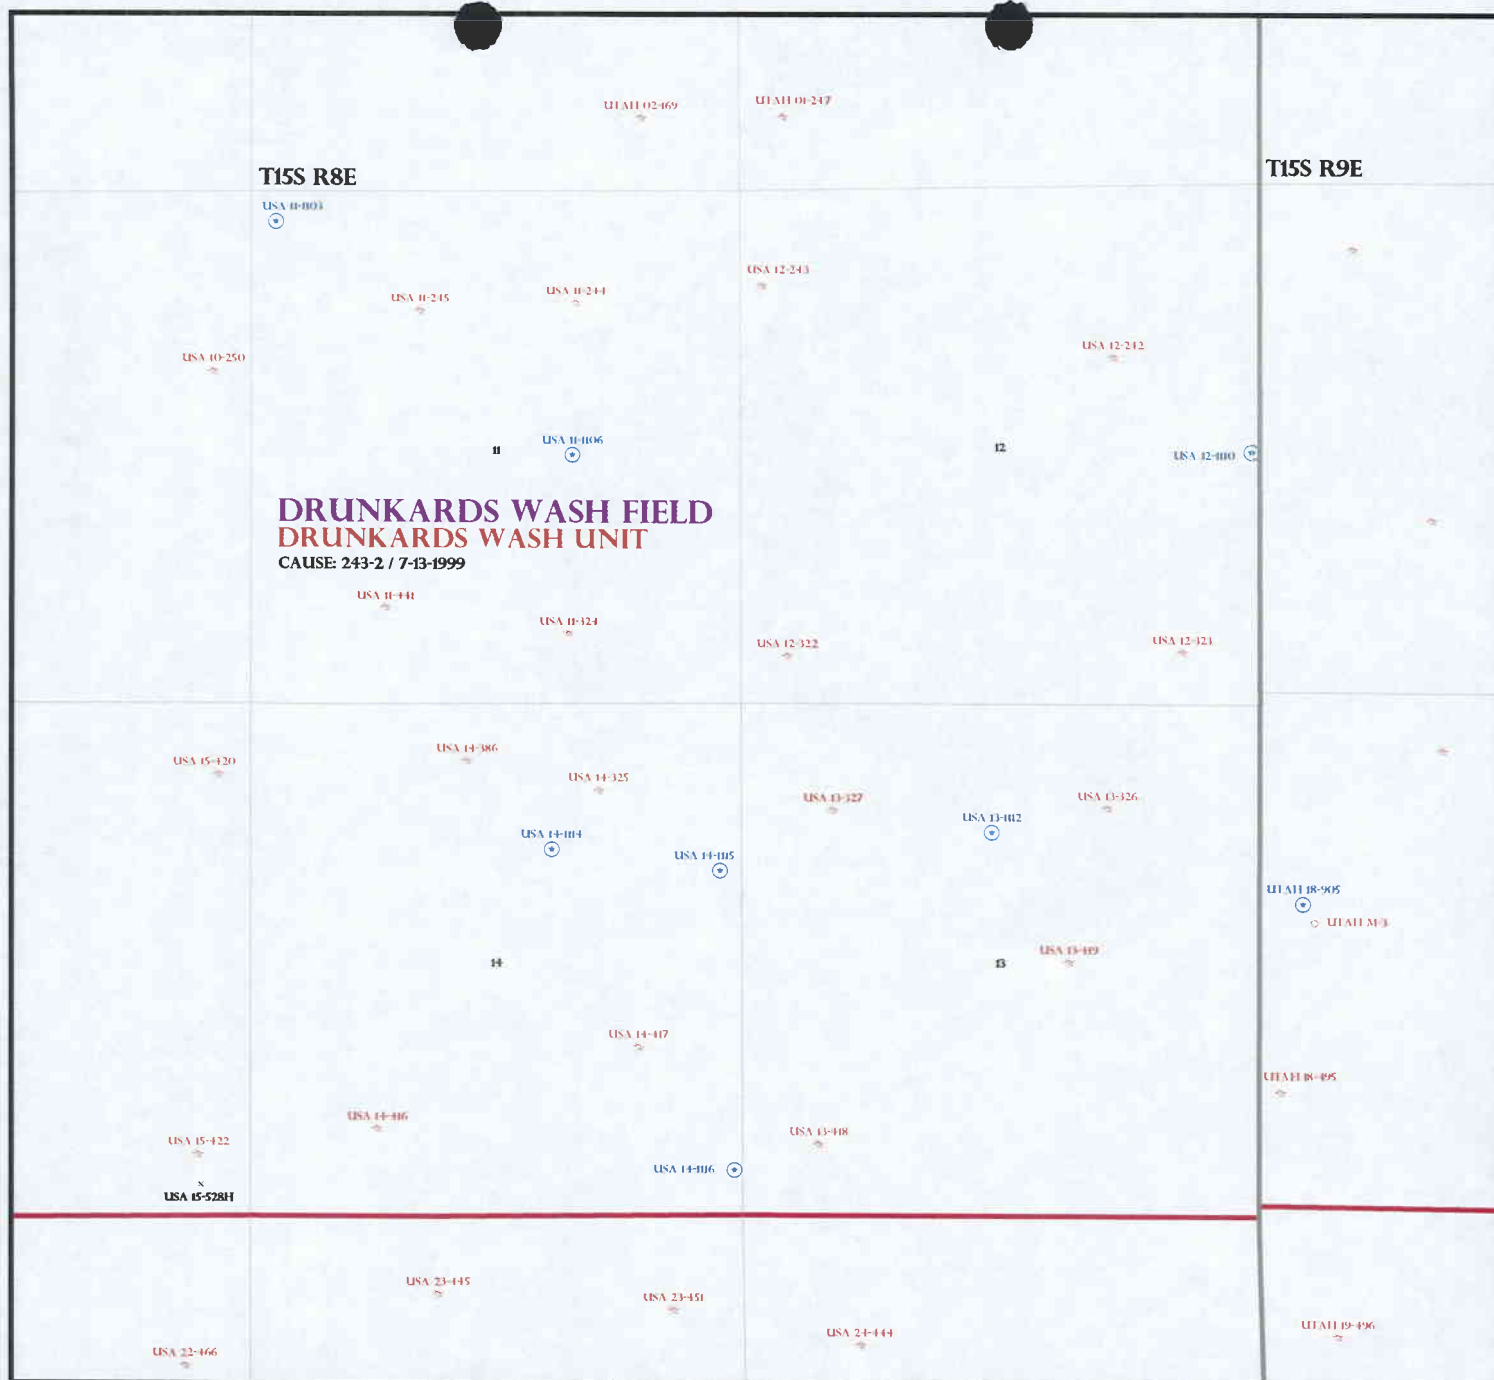 UTAH 02-169
UTAH 01-247
T15S R8E
T15S R9E
USA 11-1103
USA 12-243
USA 11-245
USA 11-244
USA 12-242
USA 10-250
11
USA 11-1106
12
USA 12-1110
DRUNKARDS WASH FIELD
DRUNKARDS WASH UNIT
CAUSE: 243-2 / 7-13-1999
USA 11-441
USA 11-324
USA 12-322
USA 12-323
USA 14-386
USA 15-420
USA 14-325
USA 13-327
USA 13-326
USA 13-1112
USA 14-1114
USA 14-1115
UTAH 18-905
UTAH M-3
USA 13-419
14
13
USA 14-417
UTAH 18-495
USA 14-416
USA 13-418
USA 15-422
USA 14-1116
USA 15-528H
USA 23-445
USA 23-451
UTAH 19-496
USA 24-444
USA 22-466